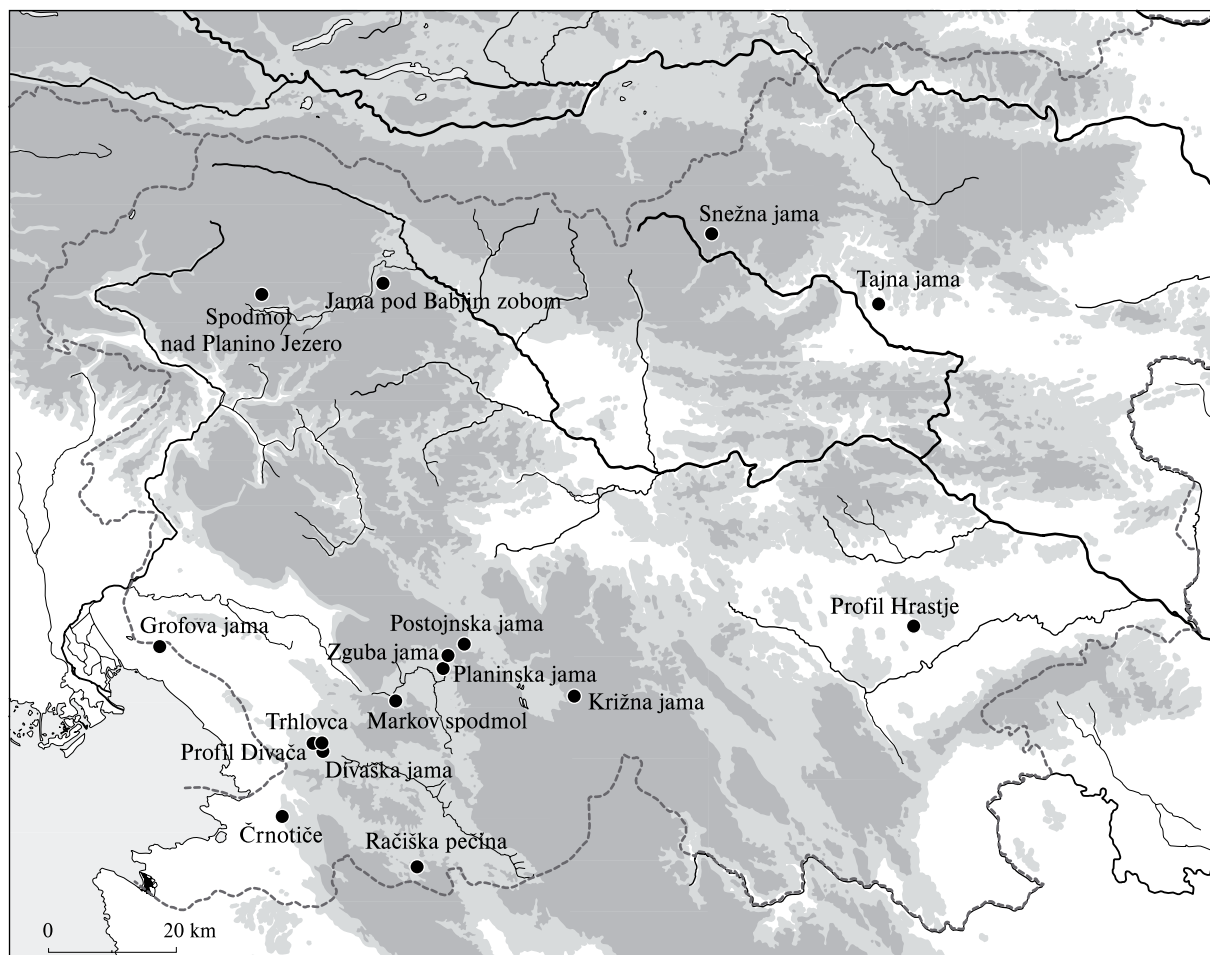 Snežna jama
Tajna jama
Jama pod Babjim zobom
Spodmol
nad Planino Jezero
Profil Hrastje
Grofova jama
Postojnska jama
Zguba jama
Planinska jama
Križna jama
Markov spodmol
Trhlovca
Profil Divača
Divaška jama
Črnotiče
Račiška pečina
0 20 km